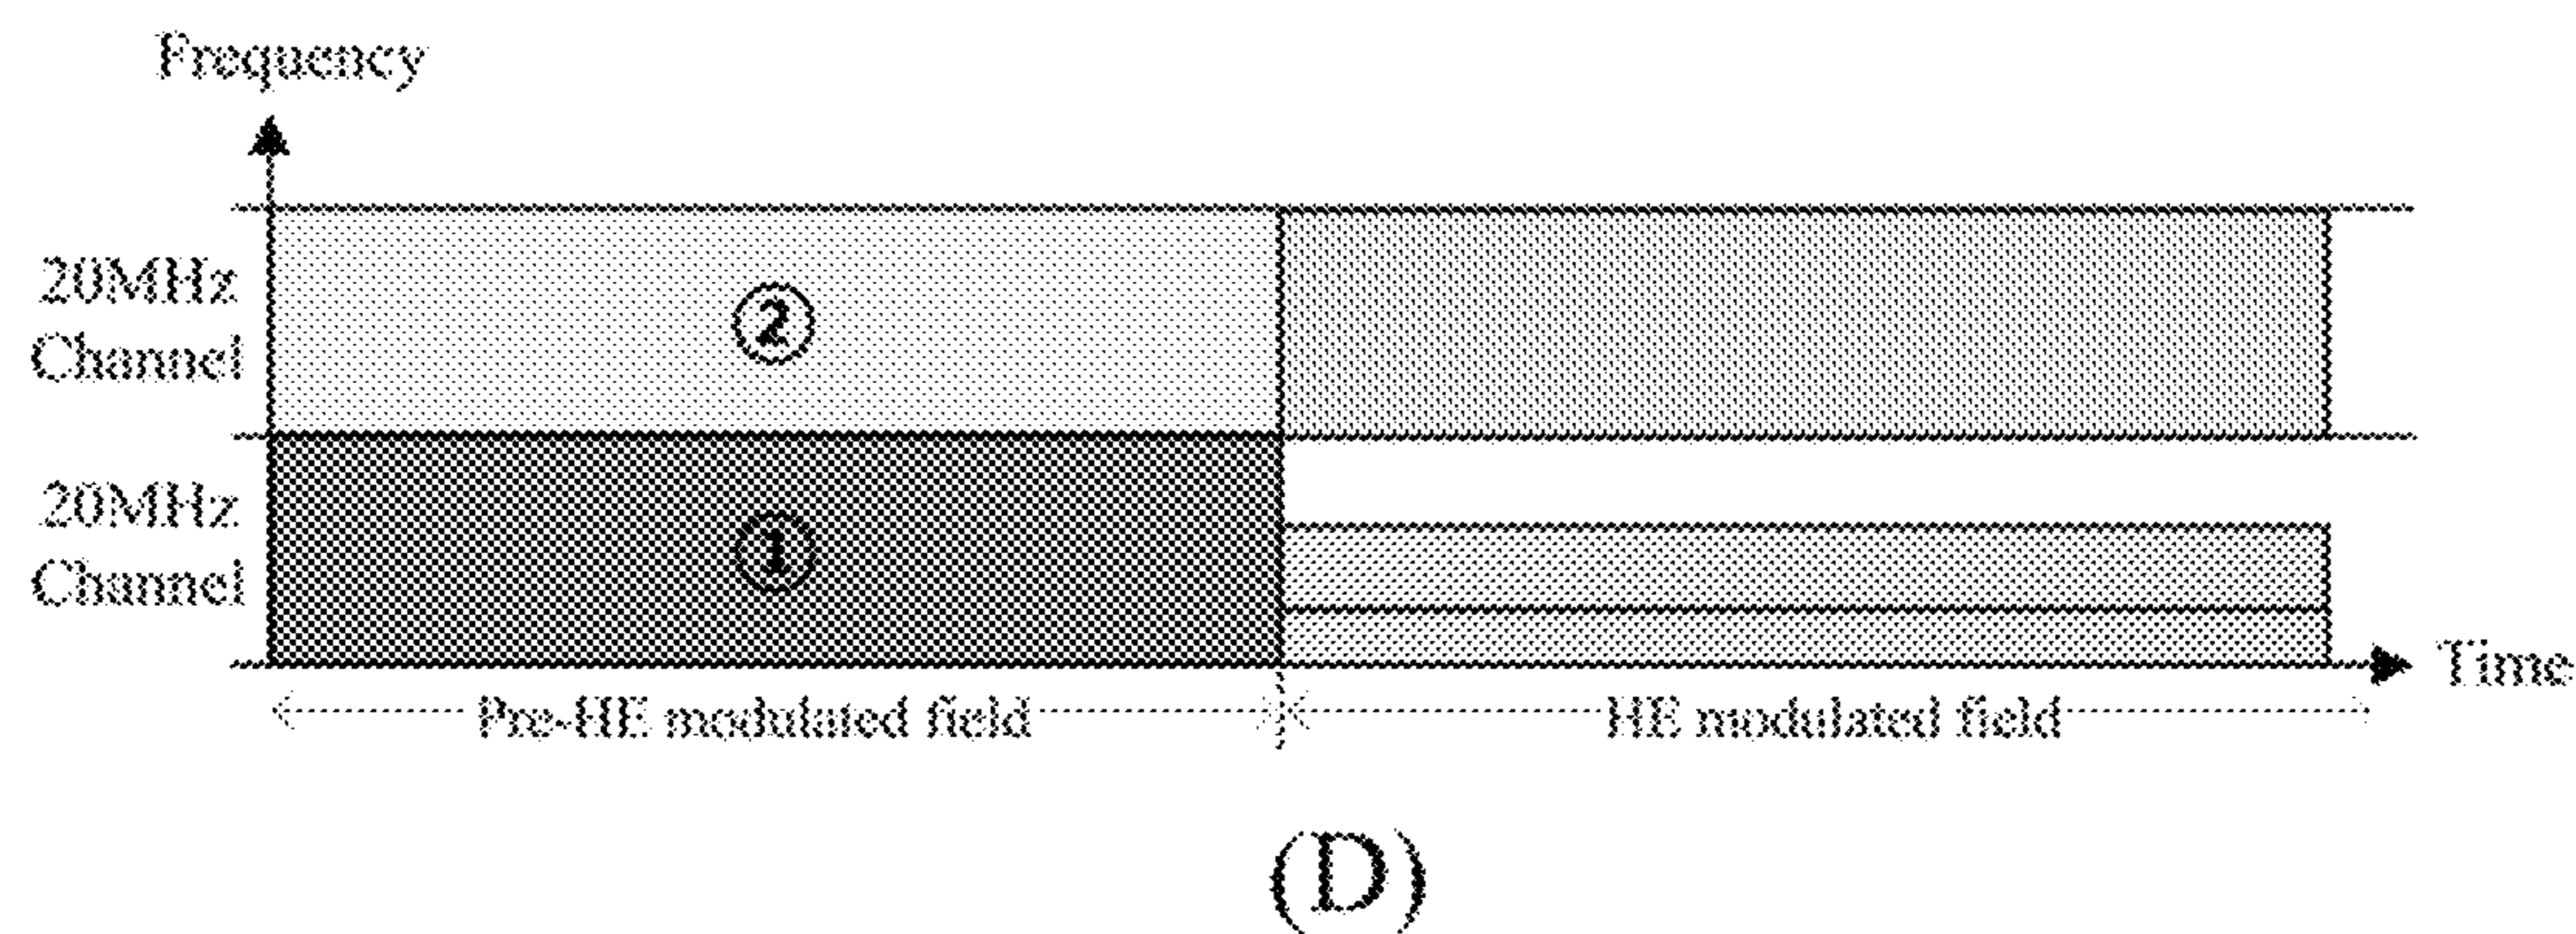 Frequency
20MHz
Channel
②
20MHz
Channel
①
Time
Pre-HE modulated field
HE modulated field
(D)